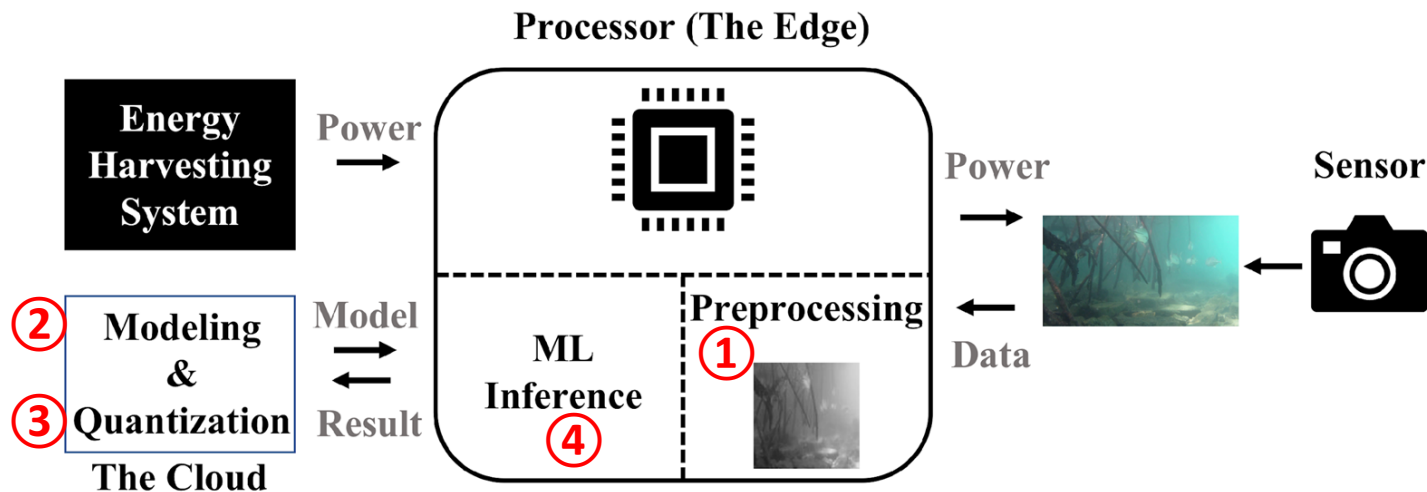 Processor (The Edge)
Energy
Harvesting
System
Power
Power
Sensor
②
Modeling
&
③
Quantization
The Cloud
Model
Result
ML
Inference
④
Preprocessing
①
Data